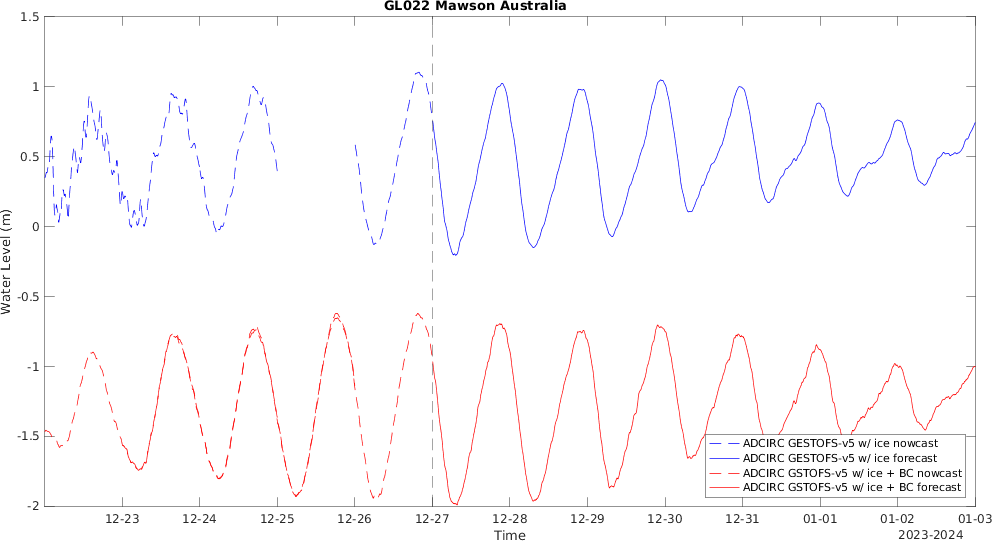 GL022 Mawson Australia
1.5
1
0.5
0
-0.5
-1
-1.5
-2
Water Level (m)
ADCIRC GESTOFS-v5 w/ ice nowcast
ADCIRC GESTOFS-v5 w/ ice forecast
ADCIRC GSTOFS-v5 w/ ice + BC nowcast
ADCIRC GSTOFS-v5 w/ ice + BC forecast
12-23 12-24 12-25 12-26 12-27 12-28 12-29 12-30 12-31 01-01 01-02 01-03
Time
2023-2024